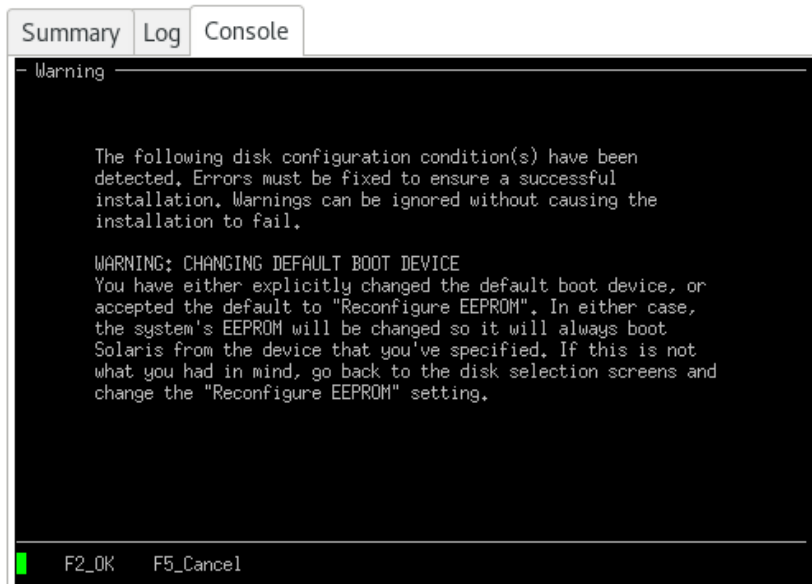 Summary Log Console
Warning
The following disk configuration condition(s) have been
detected. Errors must be fixed to ensure a successful
installation. Warnings can be ignored without causing the
installation to fail.
WARNING: CHANGING DEFAULT BOOT DEVICE
You have either explicitly changed the default boot device, or
accepted the default to "Reconfigure EEPROM". In either case,
the system's EEPROM will be changed so it will always boot
Solaris from the device that you've specified. If this is not
what you had in mind, go back to the disk selection screens and
change the "Reconfigure EEPROM" setting.
F2_OK F5_Cancel